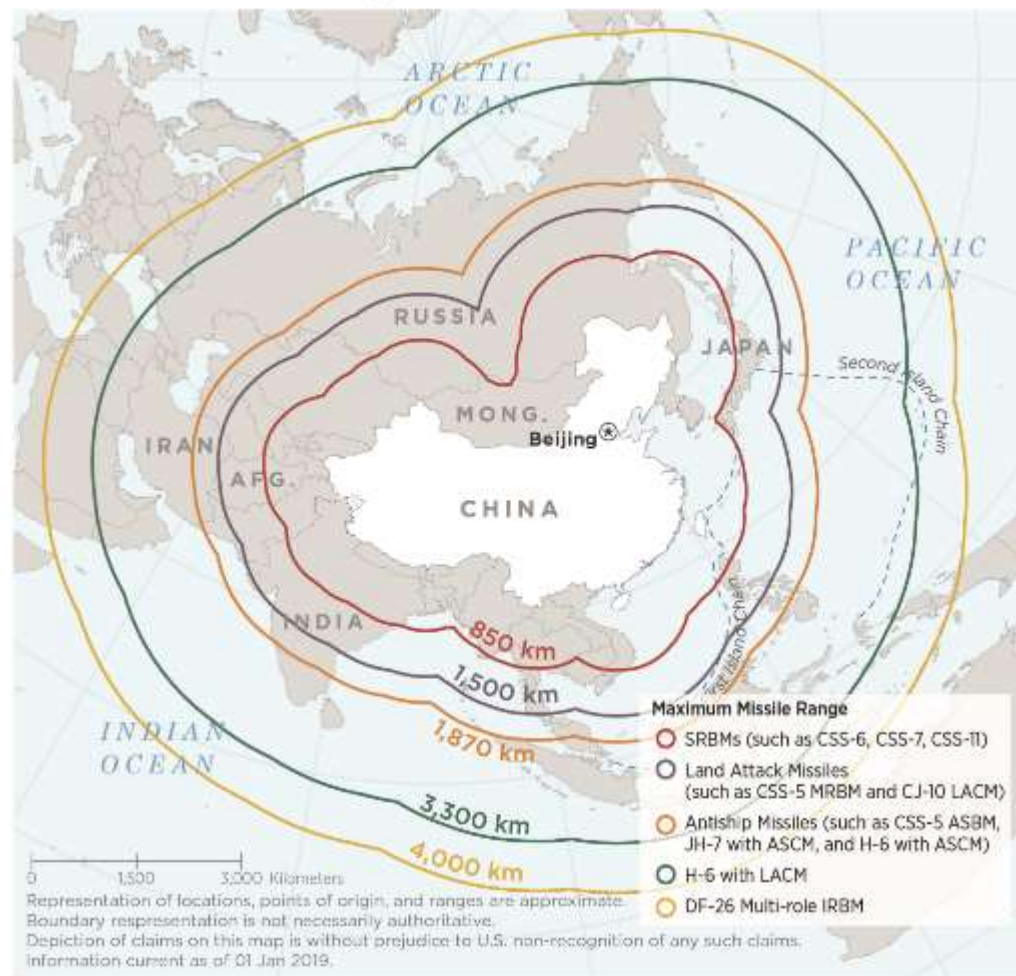 ARCTIC
OCEAN
PACIFIC
OCEAN
RUSSIA
JAPAN
Second Island Chain
MONG.
Beijing
IRAN
AFG.
CHINA
INDIA
Island Chain
850 km
1,500 km
1,870 km
INDIAN
OCEAN
3,300 km
4,000 km
Maximum Missile Range
SRBMs (such as CSS-6, CSS-7, CSS-11)
Land Attack Missiles
(such as CSS-5 MRBM and CJ-10 LACM)
Antiship Missiles (such as CSS-5 ASBM,
JH-7 with ASCM, and H-6 with ASCM)
H-6 with LACM
DF-26 Multi-role IRBM
0 1,500 3,000 Kilometers
Representation of locations, points of origin, and ranges are approximate.
Boundary respresentation is not necessarily authoritative.
Depiction of claims on this map is without prejudice to U.S. non-recognition of any such claims.
Information current as of 01 Jan 2019.